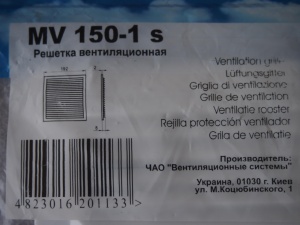 MV 150-1 s
Решетка вентиляционная
Ventilation grille
Lüftungsgitter
Griglia di ventilazione
Grille de ventilation
Ventilatie rooster
Rejilla protección ventilador
Grila de ventilatie
Производитель:
ЧАО "Вентиляционные системы"
Украина, 01030 г. Киев
ул. М.Коцюбинского, 1
4 823016 201133 >